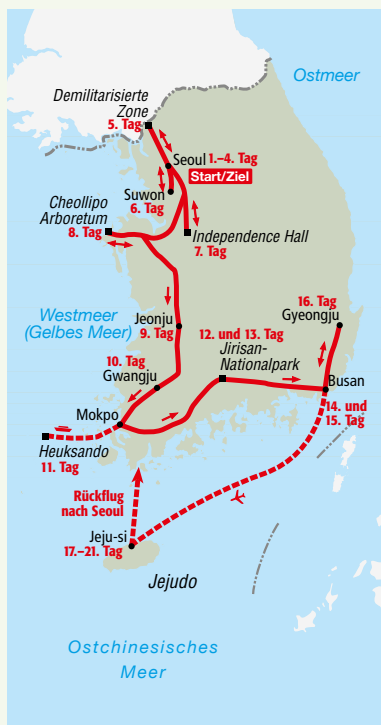 Ostmeer
Demilitarisierte
Zone
5. Tag
Seoul 1.–4. Tag
Start/Ziel
Suwon
6. Tag
Cheollipo
Arboretum
8. Tag
Independence Hall
7. Tag
Westmeer
(Gelbes Meer)
Jeonju
9. Tag
16. Tag
Gyeongju
12. und 13. Tag
Jirisan-
Nationalpark
10. Tag
Gwangju
Busan
14. und
15. Tag
Mokpo
Heuksando
11. Tag
Rückflug
nach Seoul
Jeju-si
17.–21. Tag
Jejudo
Ostchinesisches
Meer